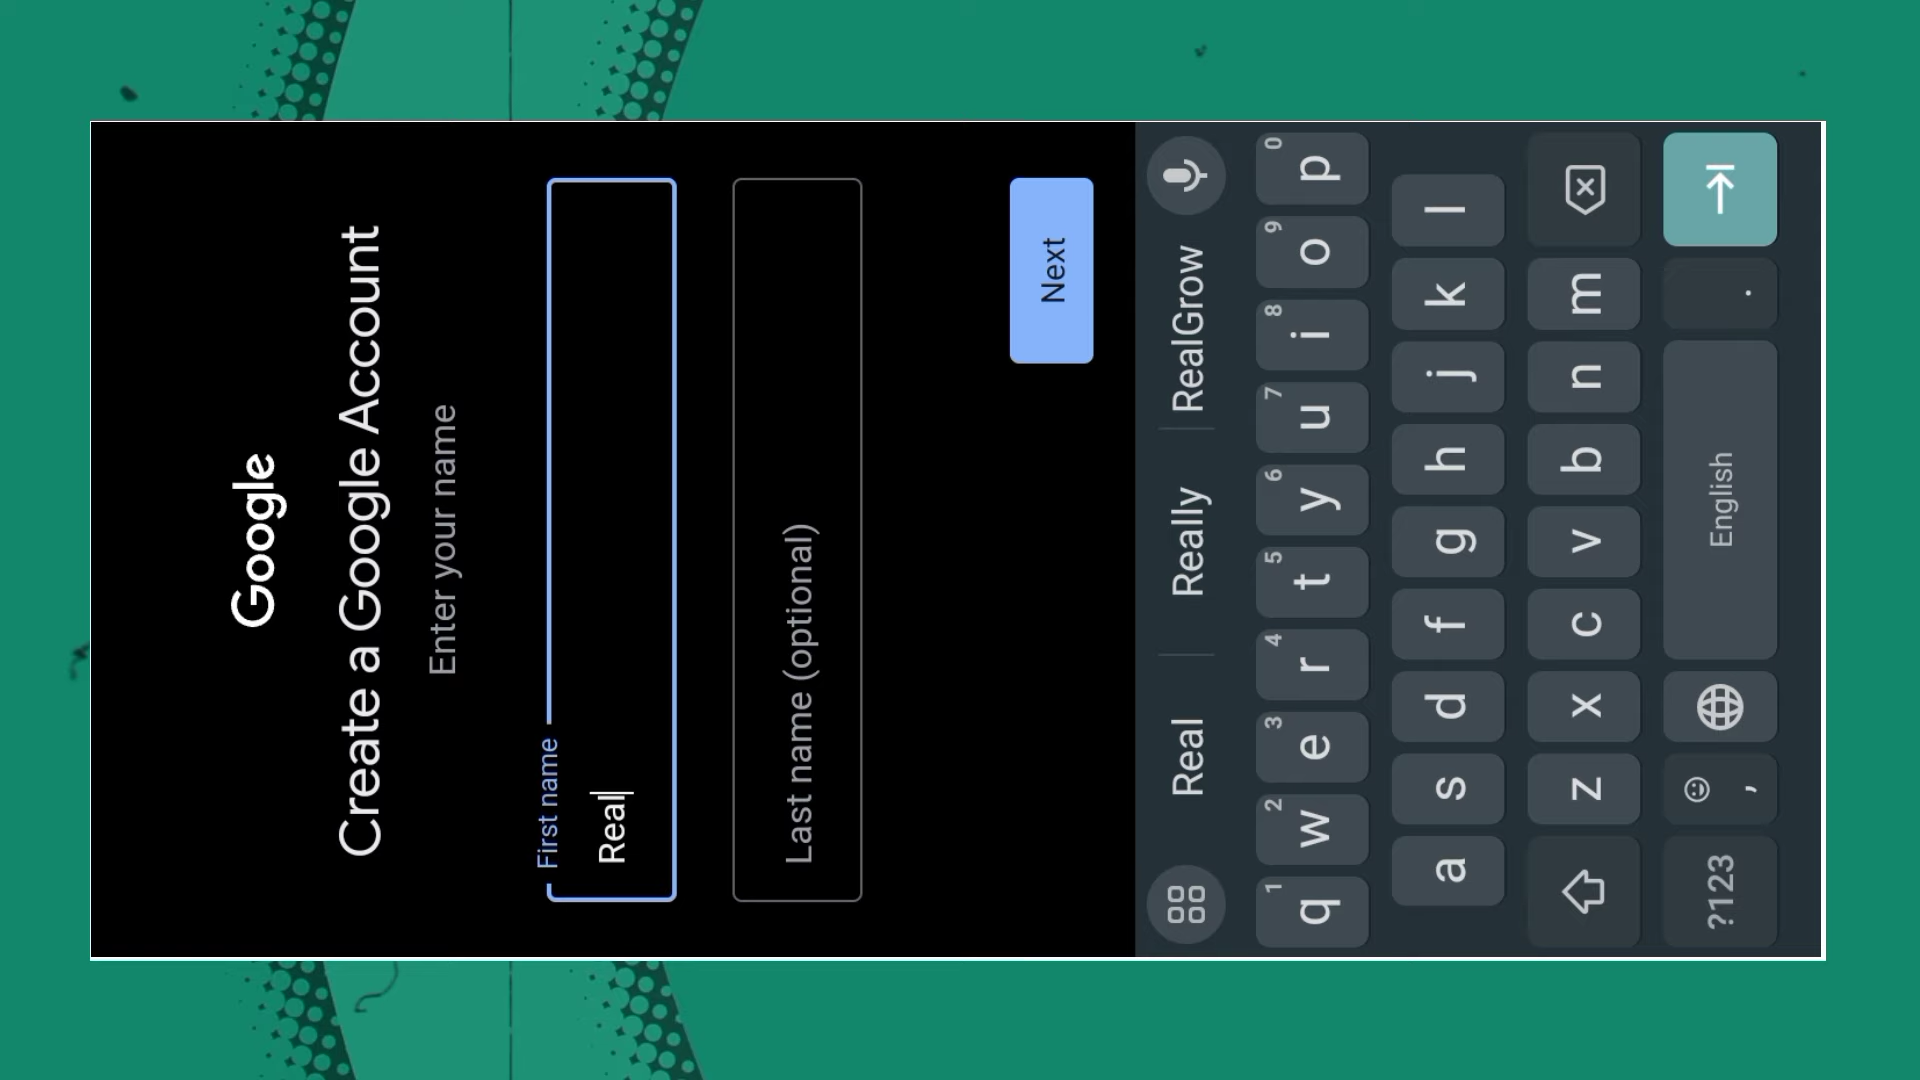 Google
Create a Google Account
Enter your name
First name
Real
Last name (optional)
Next
Real Really RealGrow
q 1 w 2 e 3 r 4 t 5 y 6 u 7 i 8 o 9 p 0
a s d f g h j k l
z x c v b n m
?123 , English .